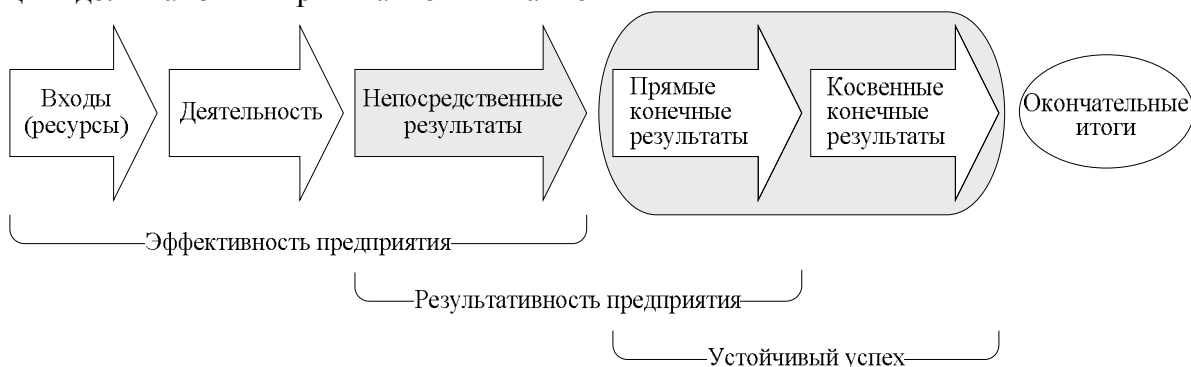 Входы
(ресурсы)
Деятельность
Непосредственные
результаты
Прямые
конечные
результаты
Косвенные
конечные
результаты
Окончательные
итоги
Эффективность предприятия
Результативность предприятия
Устойчивый успех